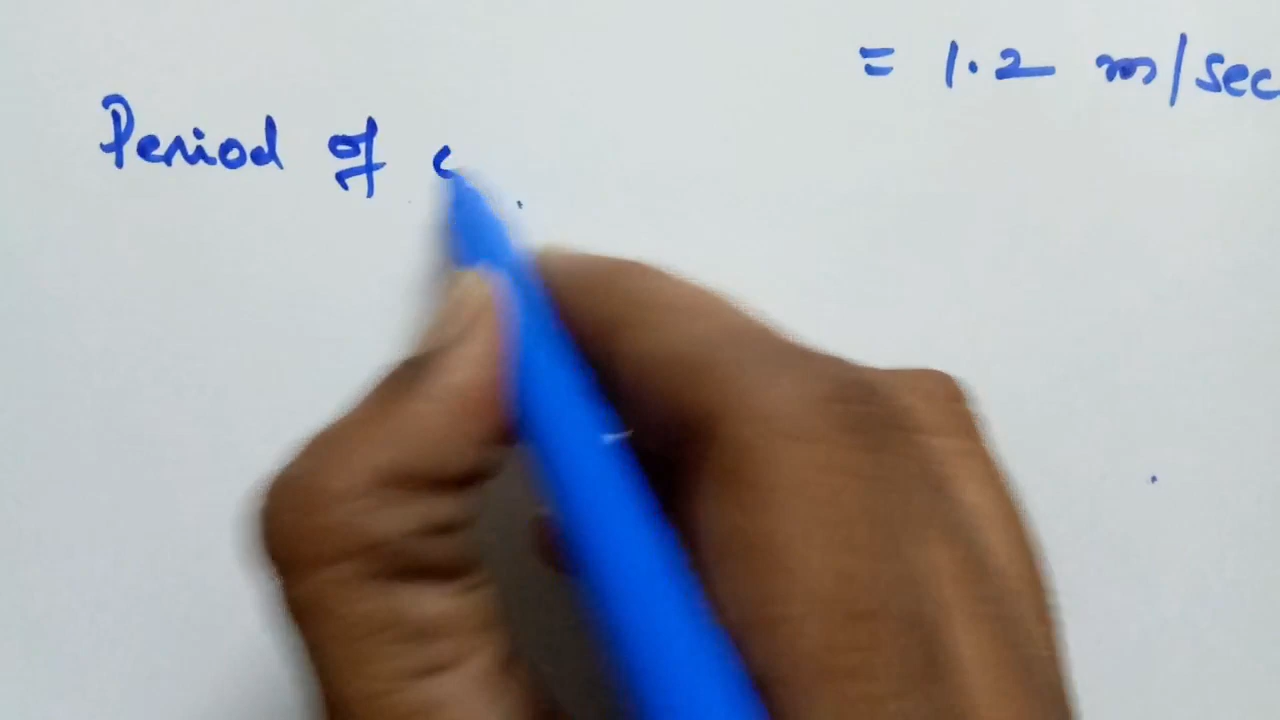 = 1.2 m/sec
Period of